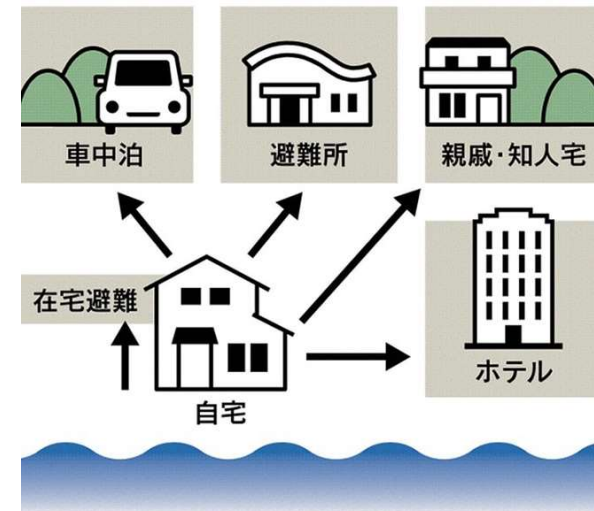 車中泊
避難所
親戚・知人宅
在宅避難
自宅
ホテル